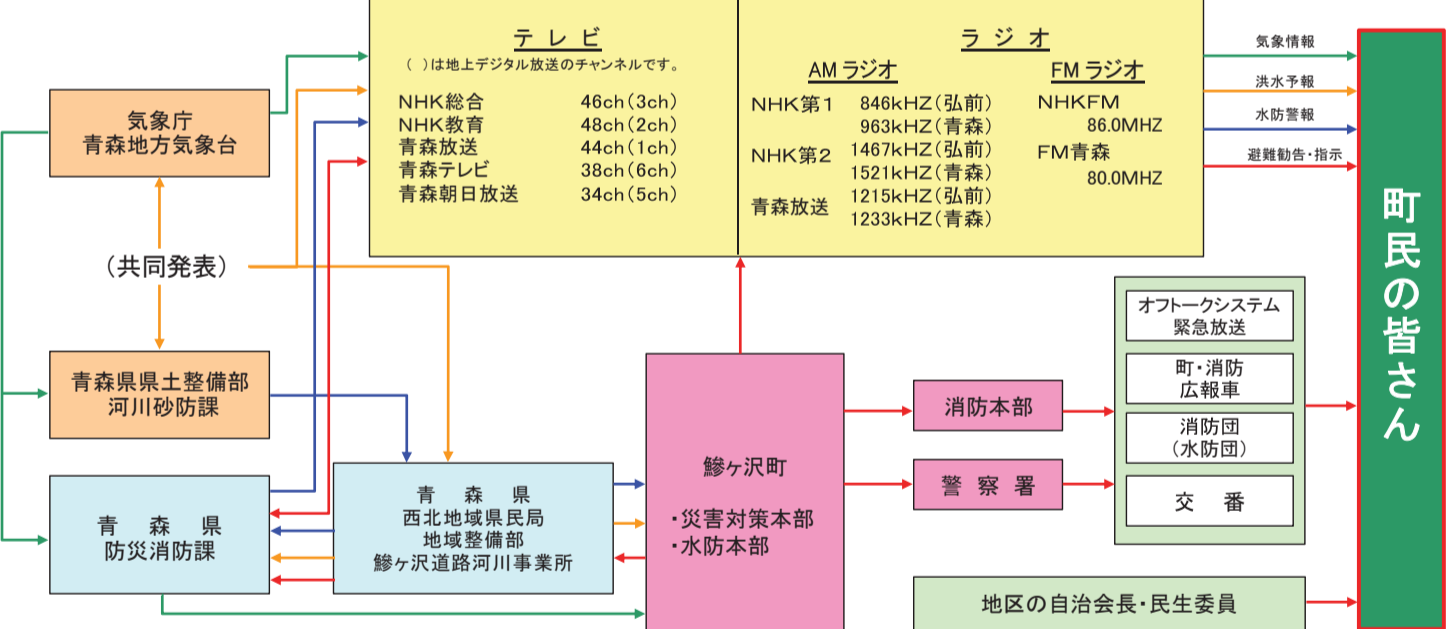 テレビ
（ ）は地上デジタル放送のチャンネルです。
NHK総合 46ch（3ch）
NHK教育 48ch（2ch）
青森放送 44ch（1ch）
青森テレビ 38ch（6ch）
青森朝日放送 34ch（5ch）
ラジオ
AMラジオ
NHK第1 846kHZ（弘前）
963kHZ（青森）
NHK第2 1467kHZ（弘前）
1521kHZ（青森）
青森放送 1215kHZ（弘前）
1233kHZ（青森）
FMラジオ
NHKFM
86.0MHZ
FM青森
80.0MHZ
気象情報
洪水予報
水防警報
避難勧告・指示
町民の皆さん
気象庁
青森地方気象台
（共同発表）
青森県県土整備部
河川砂防課
青森県
防災消防課
青森県
西北地域県民局
地域整備部
鰺ヶ沢道路河川事業所
鰺ヶ沢町
・災害対策本部
・水防本部
消防本部
警察署
オフトークシステム
緊急放送
町・消防
広報車
消防団
（水防団）
交番
地区の自治会長・民生委員